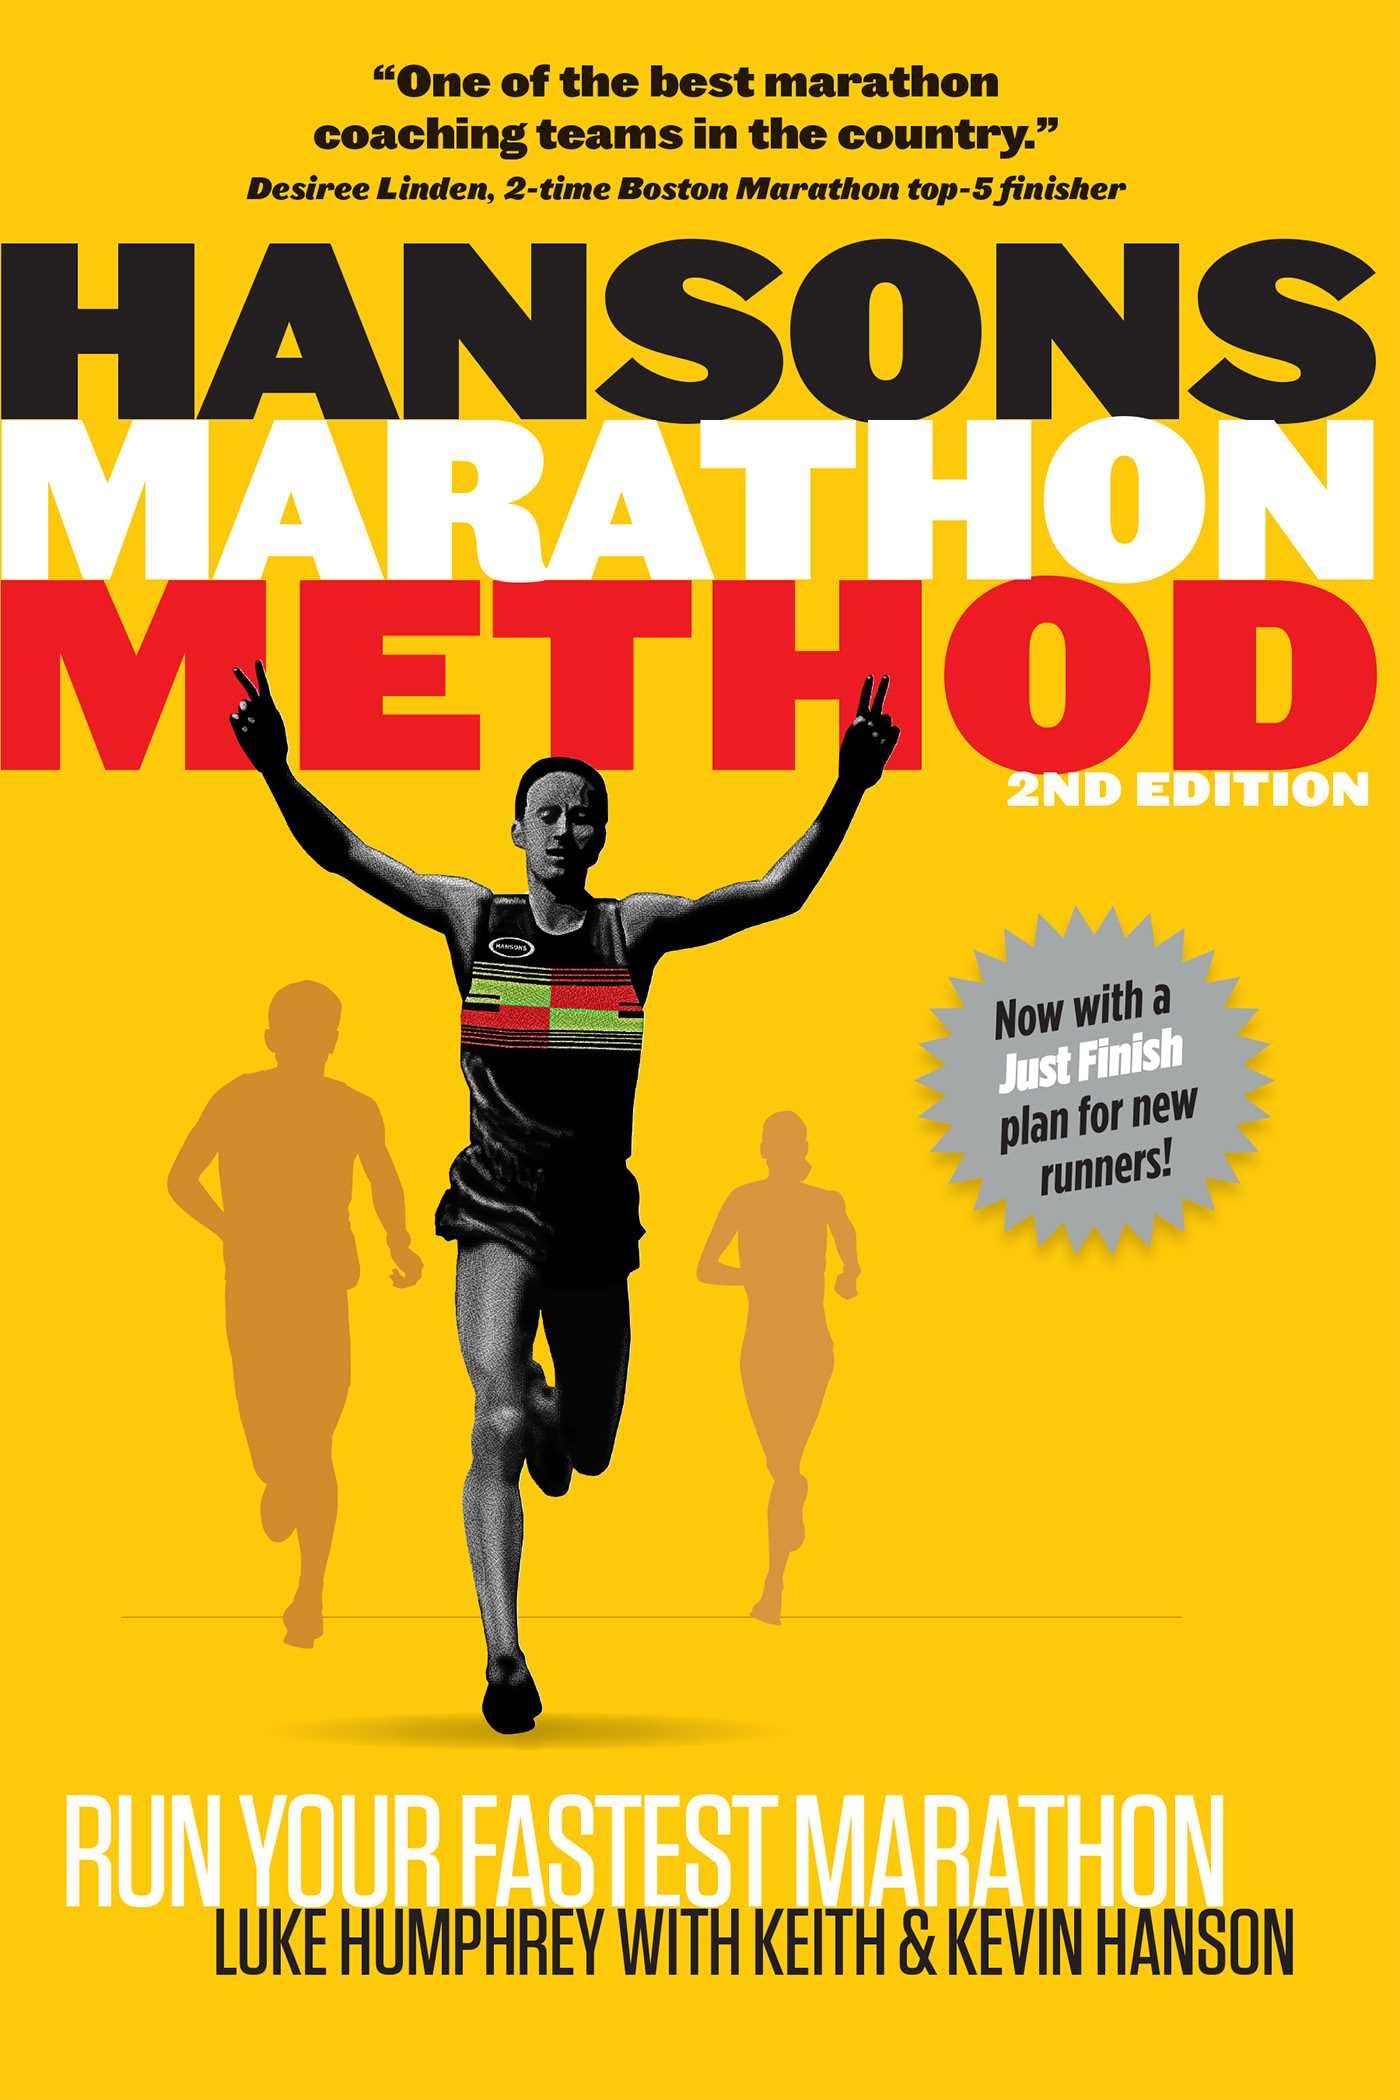 “One of the best marathon
coaching teams in the country.”
Desiree Linden, 2-time Boston Marathon top-5 finisher
HANSONS
MARATHON
METHOD
2ND EDITION
HANSONS
Now with a
Just Finish
plan for new
runners!
RUN YOUR FASTEST MARATHON
LUKE HUMPHREY WITH KEITH & KEVIN HANSON